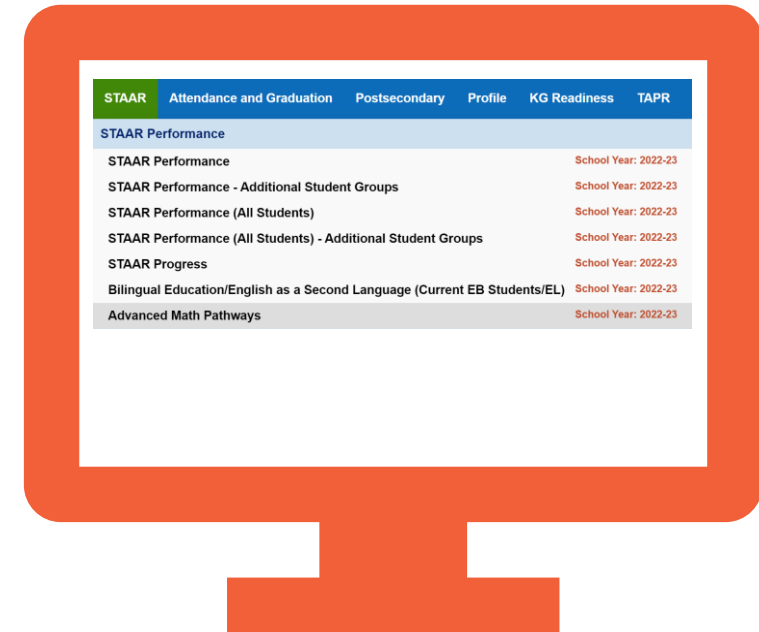 STAAR Attendance and Graduation Postsecondary Profile KG Readiness TAPR
STAAR Performance
STAAR Performance School Year: 2022-23
STAAR Performance - Additional Student Groups School Year: 2022-23
STAAR Performance (All Students) School Year: 2022-23
STAAR Performance (All Students) - Additional Student Groups School Year: 2022-23
STAAR Progress School Year: 2022-23
Bilingual Education/English as a Second Language (Current EB Students/EL) School Year: 2022-23
Advanced Math Pathways School Year: 2022-23